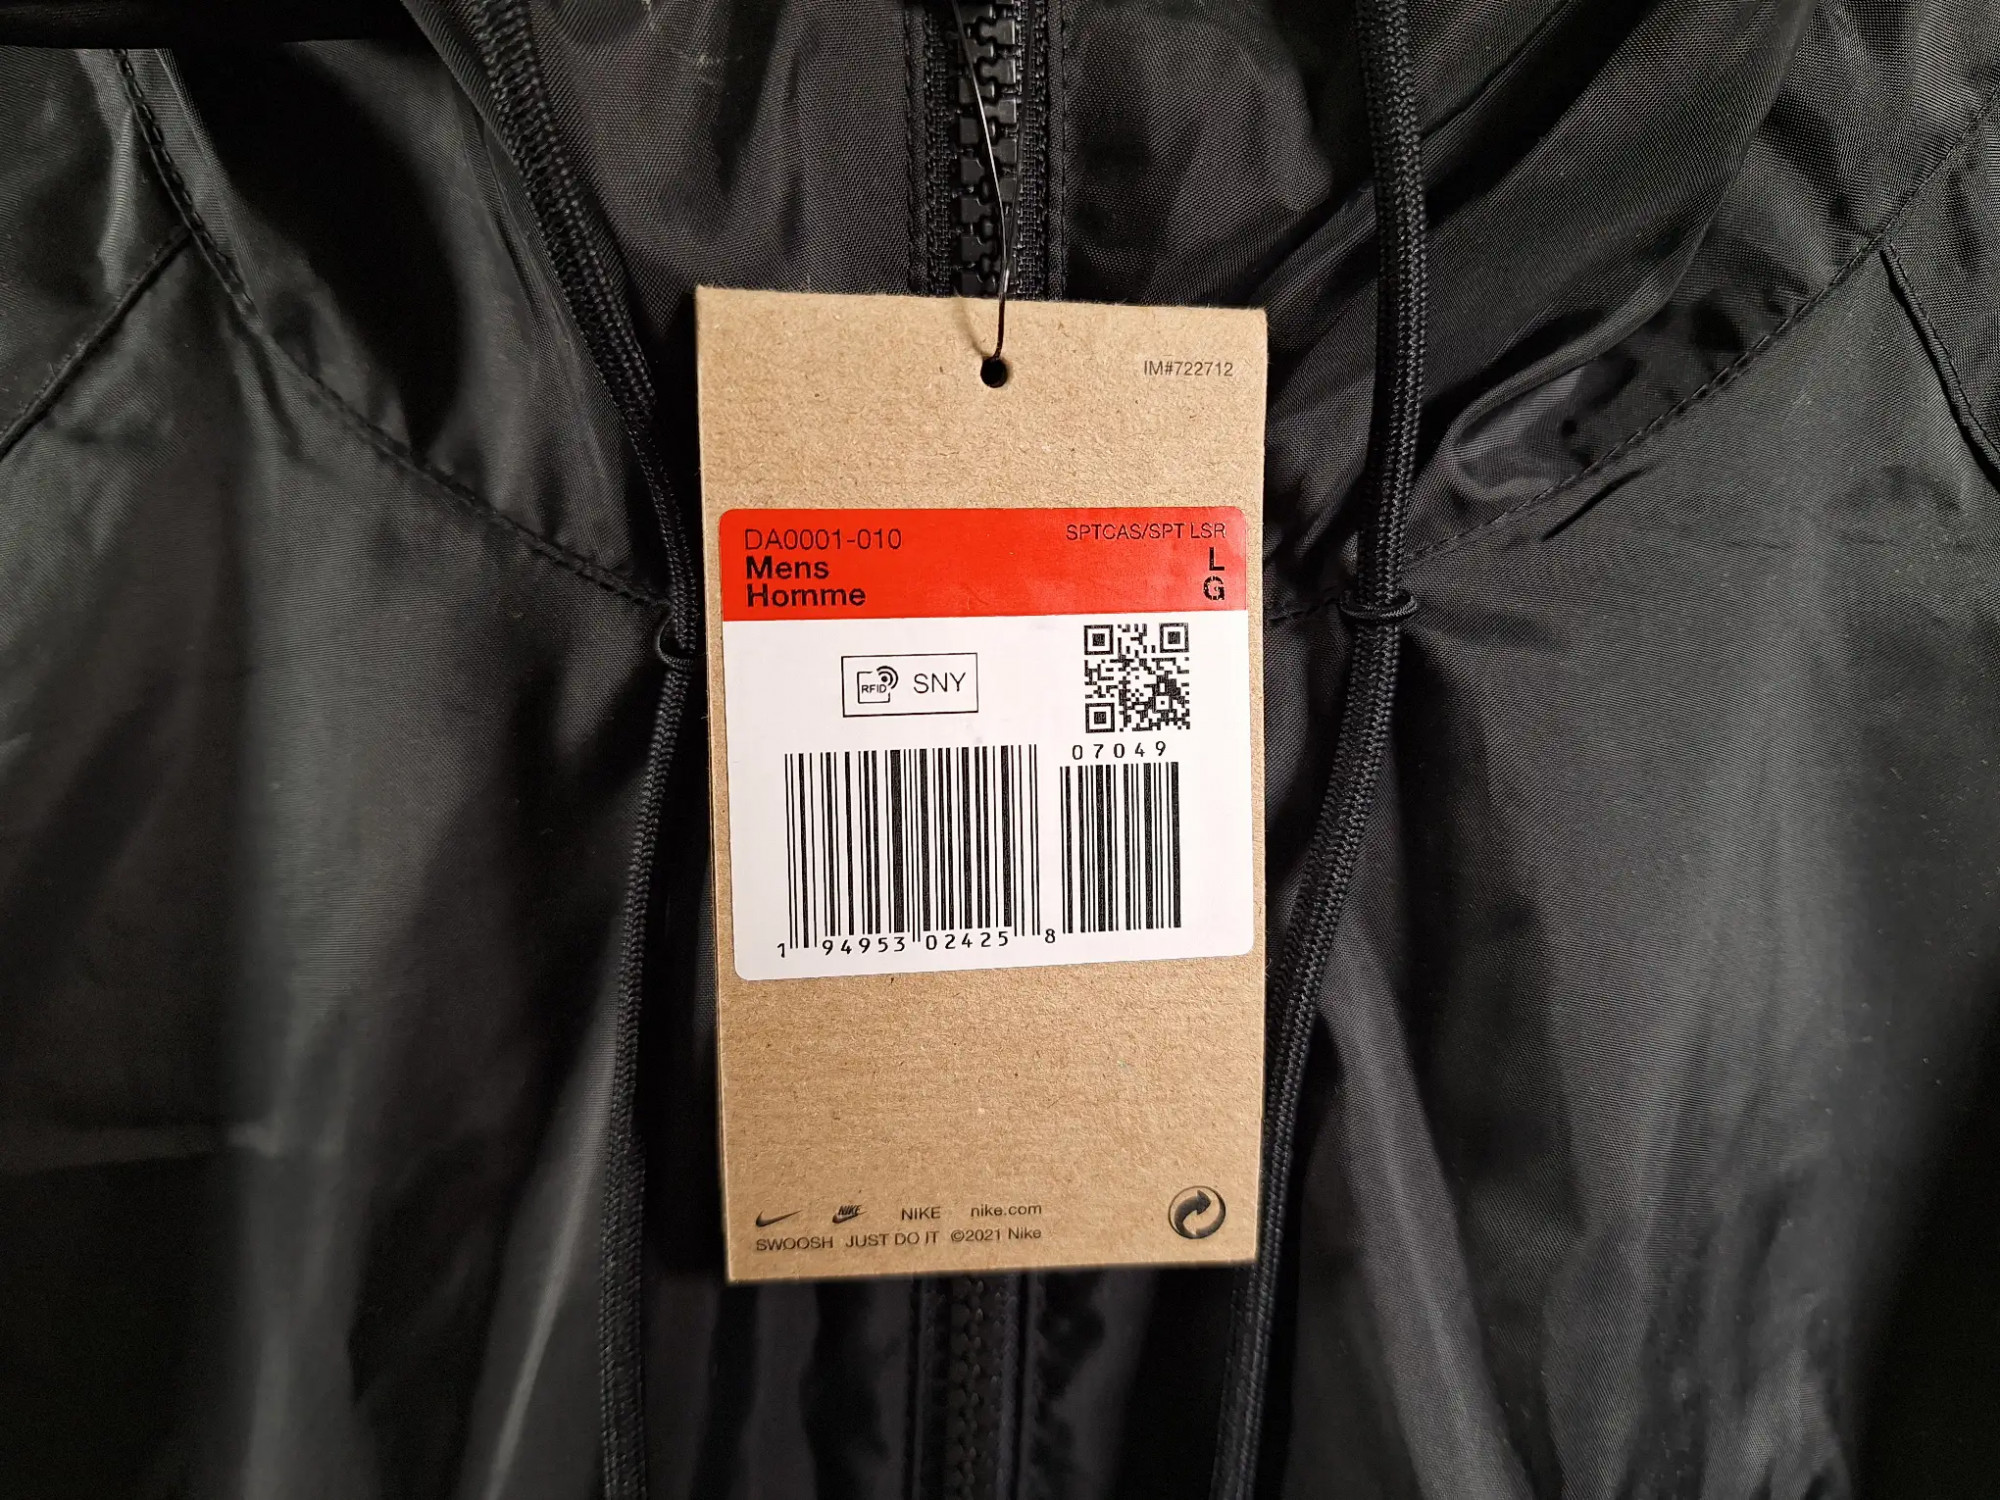 IM#722712
DA0001-010 SPTCAS/SPT LSR
Mens L
Homme G
RFID SNY
07049
1 94953 02425 8
NIKE NIKE nike.com
SWOOSH JUST DO IT ©2021 Nike